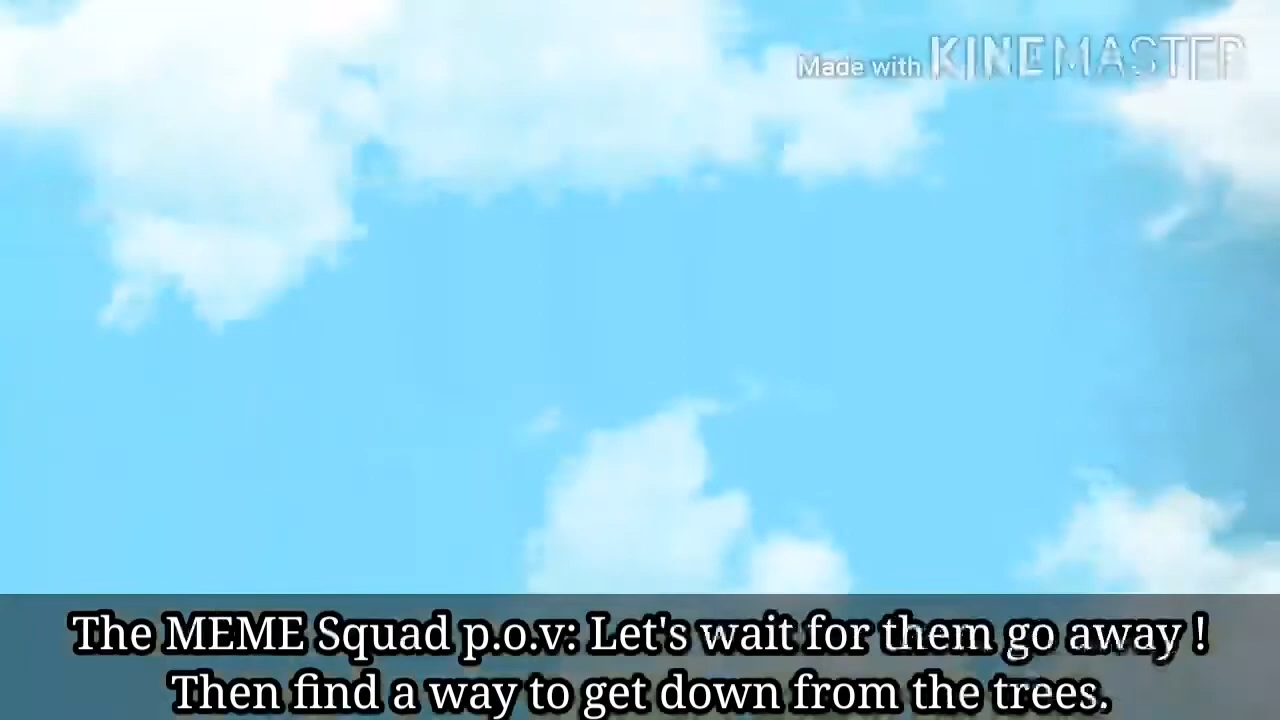 Made with KINEMASTER
The MEME Squad p.o.v: Let's wait for them go away !
Then find a way to get down from the trees.